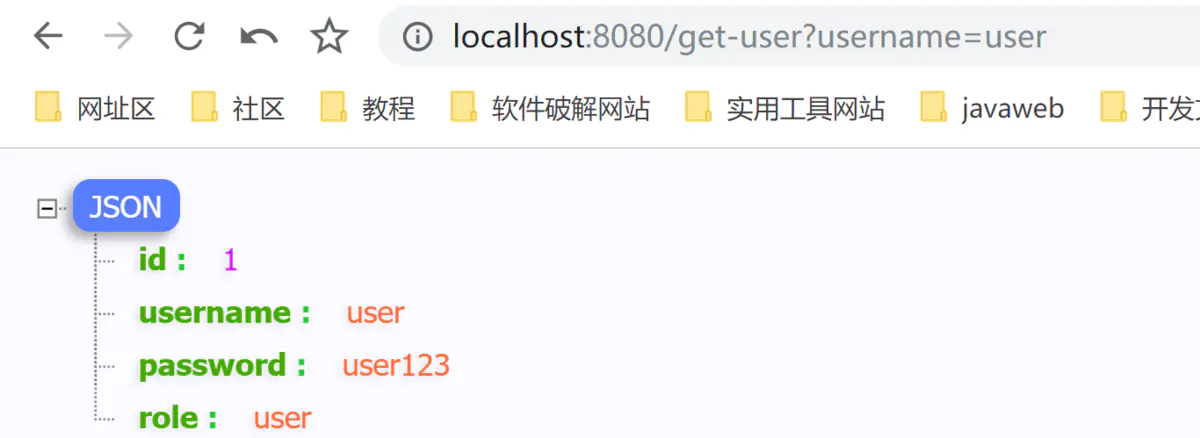 localhost:8080/get-user?username=user
网址区 社区 教程 软件破解网站 实用工具网站 javaweb 开发
JSON
id : 1
username : user
password : user123
role : user